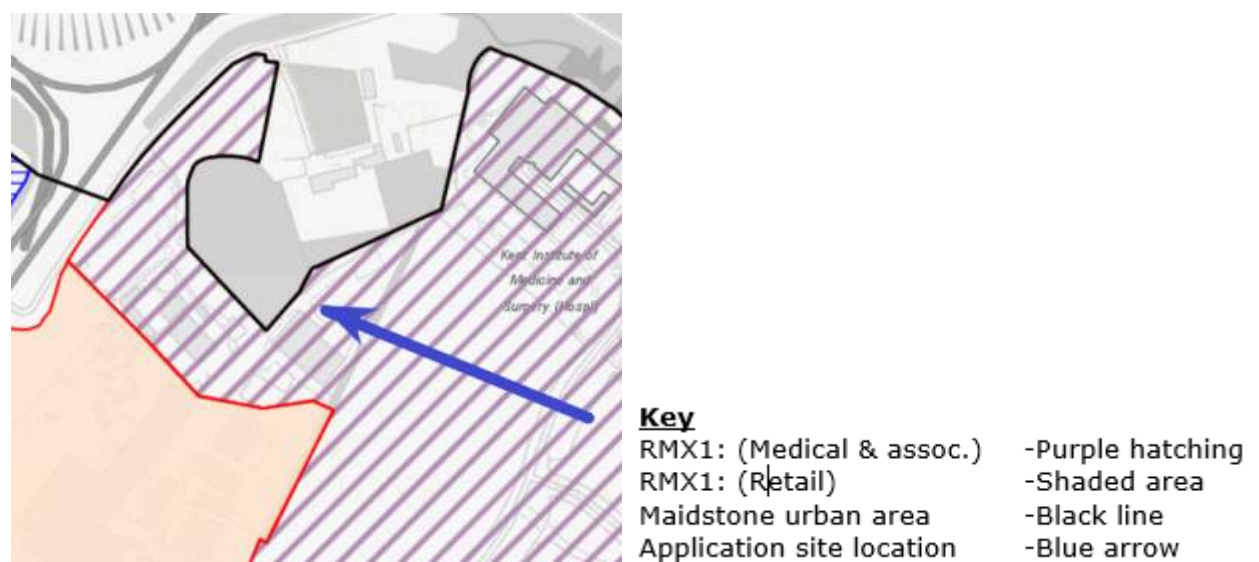 Kent Institute of
Medicine and
Surgery (Hospil)
Key
RMX1: (Medical & assoc.) -Purple hatching
RMX1: (Retail) -Shaded area
Maidstone urban area -Black line
Application site location -Blue arrow